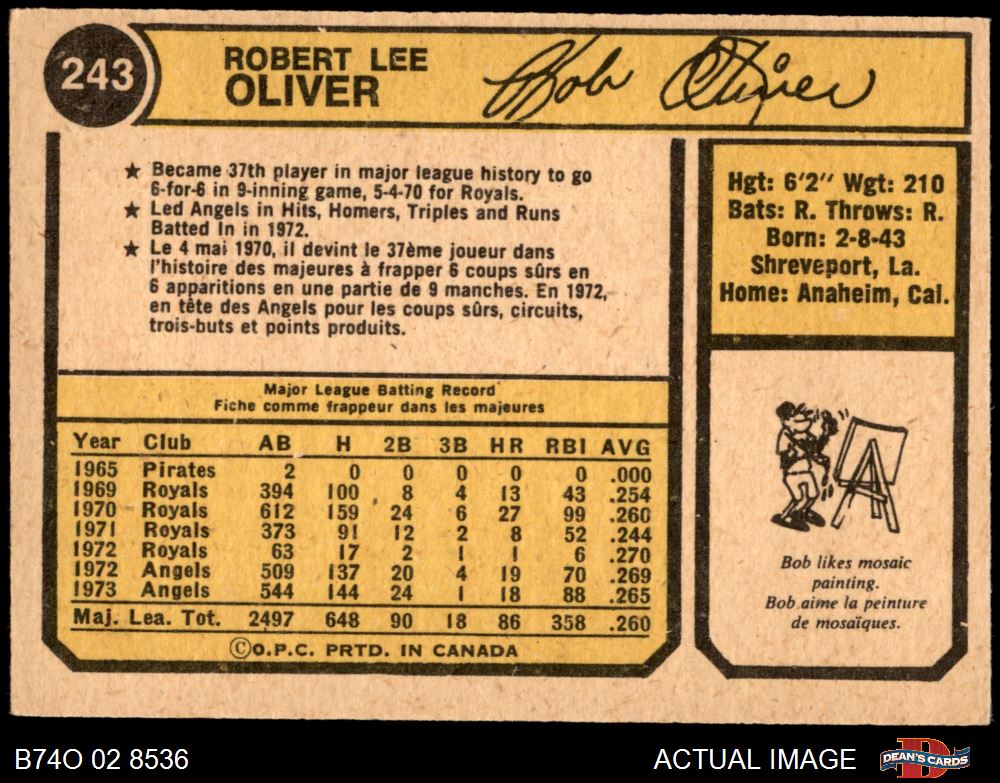 243
ROBERT LEE
OLIVER
Bob Oliver
★ Became 37th player in major league history to go
6-for-6 in 9-inning game, 5-4-70 for Royals.
★ Led Angels in Hits, Homers, Triples and Runs
Batted In in 1972.
★ Le 4 mai 1970, il devint le 37ème joueur dans
l'histoire des majeures à frapper 6 coups sûrs en
6 apparitions en une partie de 9 manches. En 1972,
en tête des Angels pour les coups sûrs, circuits,
trois-buts et points produits.
Hgt: 6'2" Wgt: 210
Bats: R. Throws: R.
Born: 2-8-43
Shreveport, La.
Home: Anaheim, Cal.
Major League Batting Record
Fiche comme frappeur dans les majeures
Year Club AB H 2B 3B HR RBI AVG
1965 Pirates 2 0 0 0 0 0 .000
1969 Royals 394 100 8 4 13 43 .254
1970 Royals 612 159 24 6 27 99 .260
1971 Royals 373 91 12 2 8 52 .244
1972 Royals 63 17 2 1 1 6 .270
1972 Angels 509 137 20 4 19 70 .269
1973 Angels 544 144 24 1 18 88 .265
Maj. Lea. Tot. 2497 648 90 18 86 358 .260
©O.P.C. PRTD. IN CANADA
Bob likes mosaic
painting.
Bob aime la peinture
de mosaïques.
B74O 02 8536
ACTUAL IMAGE
DEAN'S CARDS